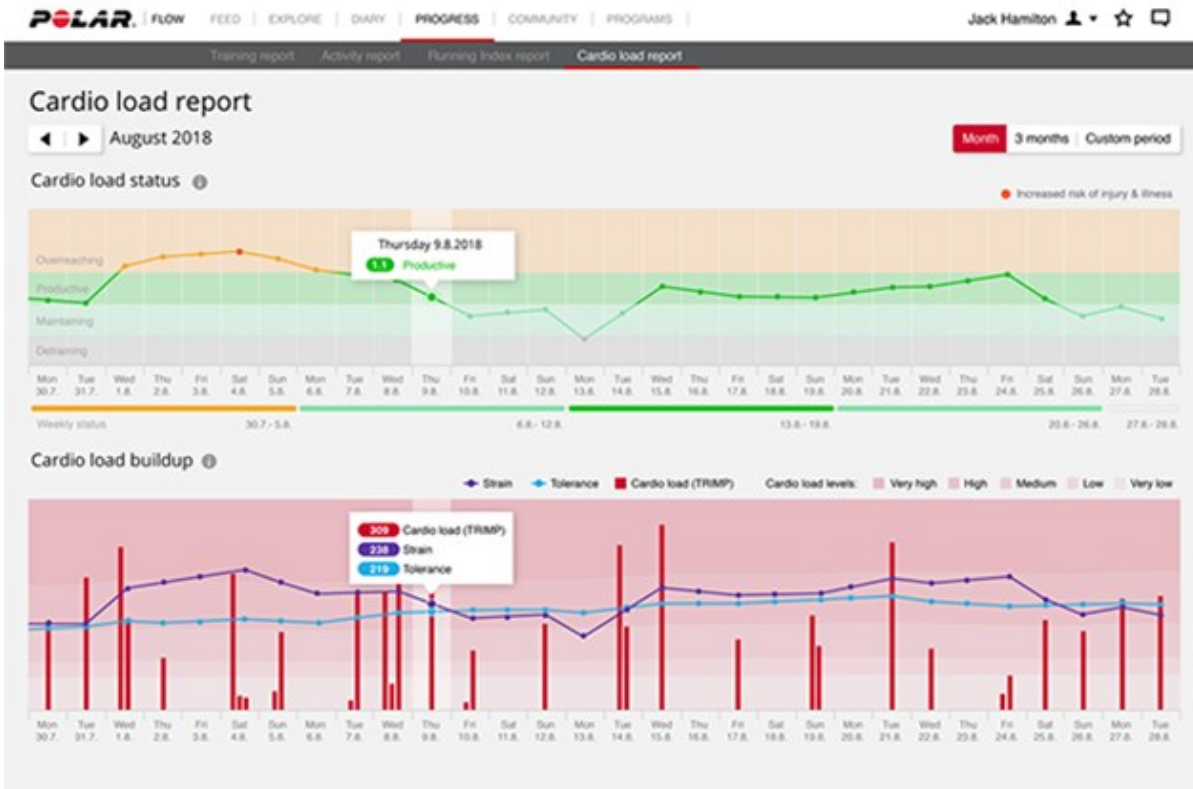 POLAR. FLOW FEED EXPLORE DIARY PROGRESS COMMUNITY PROGRAMS Jack Hamilton
Training report Activity report Running Index report Cardio load report
Cardio load report
August 2018 Month 3 months Custom period
Cardio load status
Increased risk of injury & illness
Thursday 9.8.2018
1.1 Productive
Overreaching
Productive
Maintaining
Detraining
Mon Tue Wed Thu Fri Sat Sun Mon Tue Wed Thu Fri Sat Sun Mon Tue Wed Thu Fri Sat Sun Mon Tue Wed Thu Fri Sat Sun Mon Tue
30.7. 31.7. 1.8. 2.8. 3.8. 4.8. 5.8. 6.8. 7.8. 8.8. 9.8. 10.8. 11.8. 12.8. 13.8. 14.8. 15.8. 16.8. 17.8. 18.8. 19.8. 20.8. 21.8. 22.8. 23.8. 24.8. 25.8. 26.8. 27.8. 28.8.
Weekly status 30.7.- 5.8. 6.8.- 12.8. 13.8.- 19.8. 20.8.- 26.8. 27.8.- 28.8.
Cardio load buildup
Strain Tolerance Cardio load (TRIMP) Cardio load levels: Very high High Medium Low Very low
309 Cardio load (TRIMP)
238 Strain
219 Tolerance
Mon Tue Wed Thu Fri Sat Sun Mon Tue Wed Thu Fri Sat Sun Mon Tue Wed Thu Fri Sat Sun Mon Tue Wed Thu Fri Sat Sun Mon Tue
30.7. 31.7. 1.8. 2.8. 3.8. 4.8. 5.8. 6.8. 7.8. 8.8. 9.8. 10.8. 11.8. 12.8. 13.8. 14.8. 15.8. 16.8. 17.8. 18.8. 19.8. 20.8. 21.8. 22.8. 23.8. 24.8. 25.8. 26.8. 27.8. 28.8.